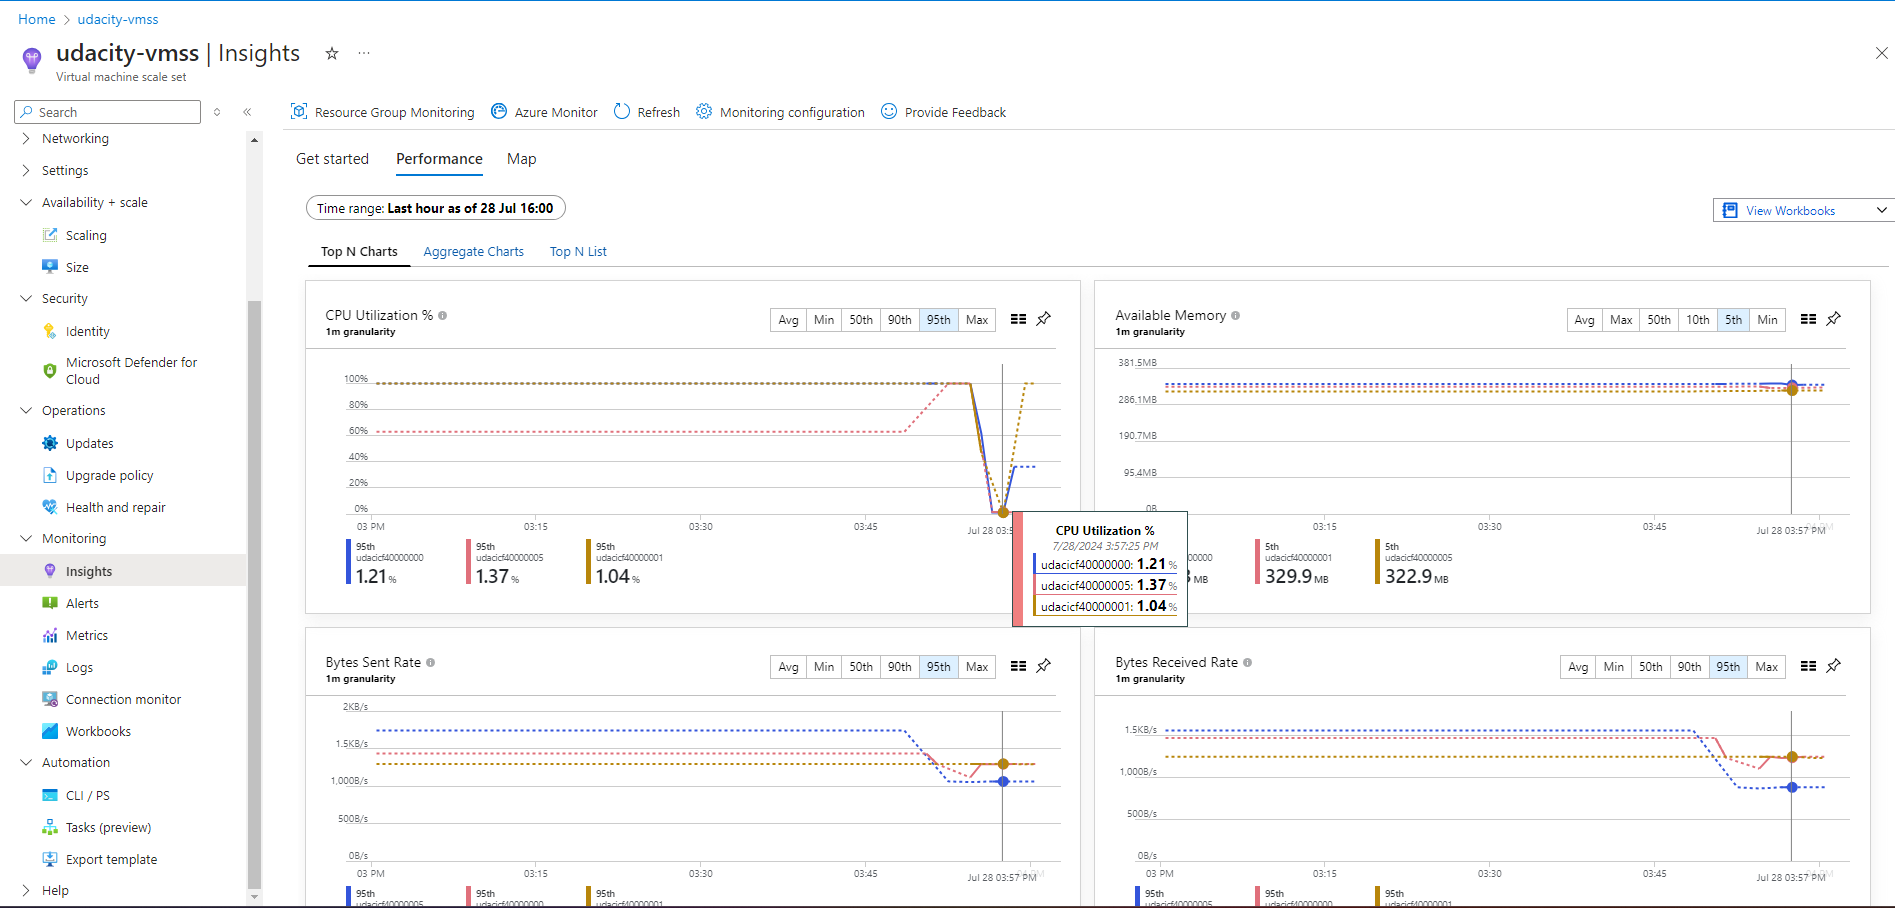 Home > udacity-vmss
udacity-vmss | Insights
Virtual machine scale set
Search
Networking
Settings
Availability + scale
Scaling
Size
Security
Identity
Microsoft Defender for
Cloud
Operations
Updates
Upgrade policy
Health and repair
Monitoring
Insights
Alerts
Metrics
Logs
Connection monitor
Workbooks
Automation
CLI / PS
Tasks (preview)
Export template
Help
Resource Group Monitoring Azure Monitor Refresh Monitoring configuration Provide Feedback
Get started Performance Map
Time range: Last hour as of 28 Jul 16:00
View Workbooks
Top N Charts Aggregate Charts Top N List
CPU Utilization %
1m granularity
Avg Min 50th 90th 95th Max
100%
80%
60%
40%
20%
0%
03 PM 03:15 03:30 03:45 Jul 28 03:5
95th 95th 95th
udacicf40000000 udacicf40000005 udacicf40000001
1.21 % 1.37 % 1.04 %
CPU Utilization %
7/28/2024 3:57:25 PM
udacicf40000000: 1.21 %
udacicf40000005: 1.37 %
udacicf40000001: 1.04 %
Available Memory
1m granularity
Avg Max 50th 10th 5th Min
381.5MB
286.1MB
190.7MB
95.4MB
0B
03:15 03:30 03:45 Jul 28 03:57 PM
0000 5th 5th
MB udacicf40000001 udacicf40000005
329.9 MB 322.9 MB
Bytes Sent Rate
1m granularity
Avg Min 50th 90th 95th Max
2KB/s
1.5KB/s
1,000B/s
500B/s
0B/s
03 PM 03:15 03:30 03:45 Jul 28 03:57 PM
95th 95th 95th
udacicf40000005 udacicf40000000 udacicf40000001
Bytes Received Rate
1m granularity
Avg Min 50th 90th 95th Max
1.5KB/s
1,000B/s
500B/s
0B/s
03 PM 03:15 03:30 03:45 Jul 28 03:57 PM
95th 95th 95th
udacicf40000005 udacicf40000000 udacicf40000001